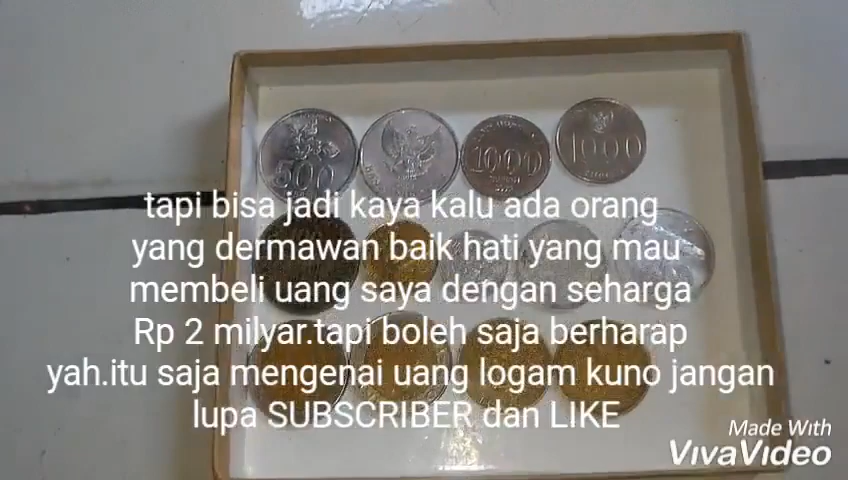 500
1000
1000
tapi bisa jadi kaya kalu ada orang
yang dermawan baik hati yang mau
membeli uang saya dengan seharga
Rp 2 milyar.tapi boleh saja berharap
yah.itu saja mengenai uang logam kuno jangan
lupa SUBSCRIBER dan LIKE
Made With
VivaVideo